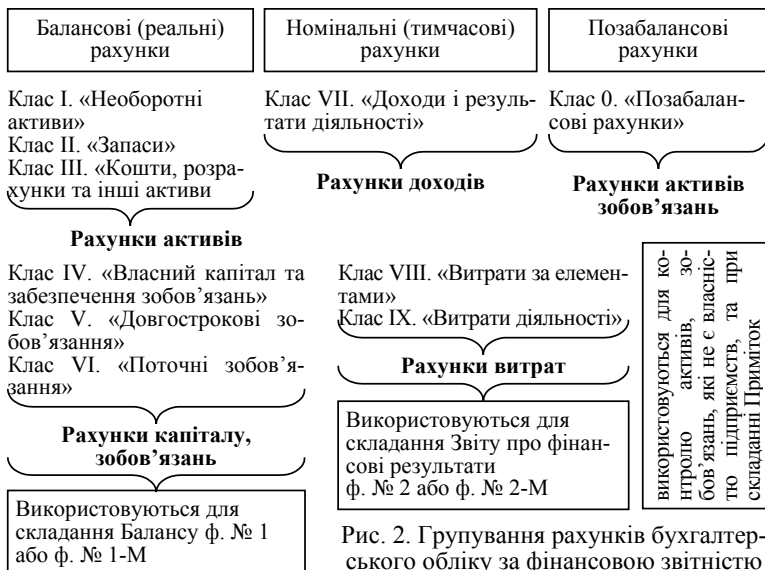 Балансові (реальні)
рахунки
Номінальні (тимчасові)
рахунки
Позабалансові
рахунки
Клас I. «Необоротні
активи»
Клас II. «Запаси»
Клас III. «Кошти, розра-
хунки та інші активи
Рахунки активів
Клас VII. «Доходи і резуль-
тати діяльності»
Рахунки доходів
Клас 0. «Позабалан-
сові рахунки»
Рахунки активів
зобов’язань
Клас IV. «Власний капітал та
забезпечення зобов’язань»
Клас V. «Довгострокові зо-
бов’язання»
Клас VI. «Поточні зобов’я-
зання»
Рахунки капіталу,
зобов’язань
Використовуються для
складання Балансу ф. № 1
або ф. № 1-М
Клас VIII. «Витрати за елемен-
тами»
Клас IX. «Витрати діяльності»
Рахунки витрат
Використовуються для
складання Звіту про фінан-
сові результати
ф. № 2 або ф. № 2-М
використовуються для ко-
нтролю активів, зо-
бов’язань, які не є власніс-
тю підприємств, та при
складанні Приміток
Рис. 2. Групування рахунків бухгалтер-
ського обліку за фінансовою звітністю